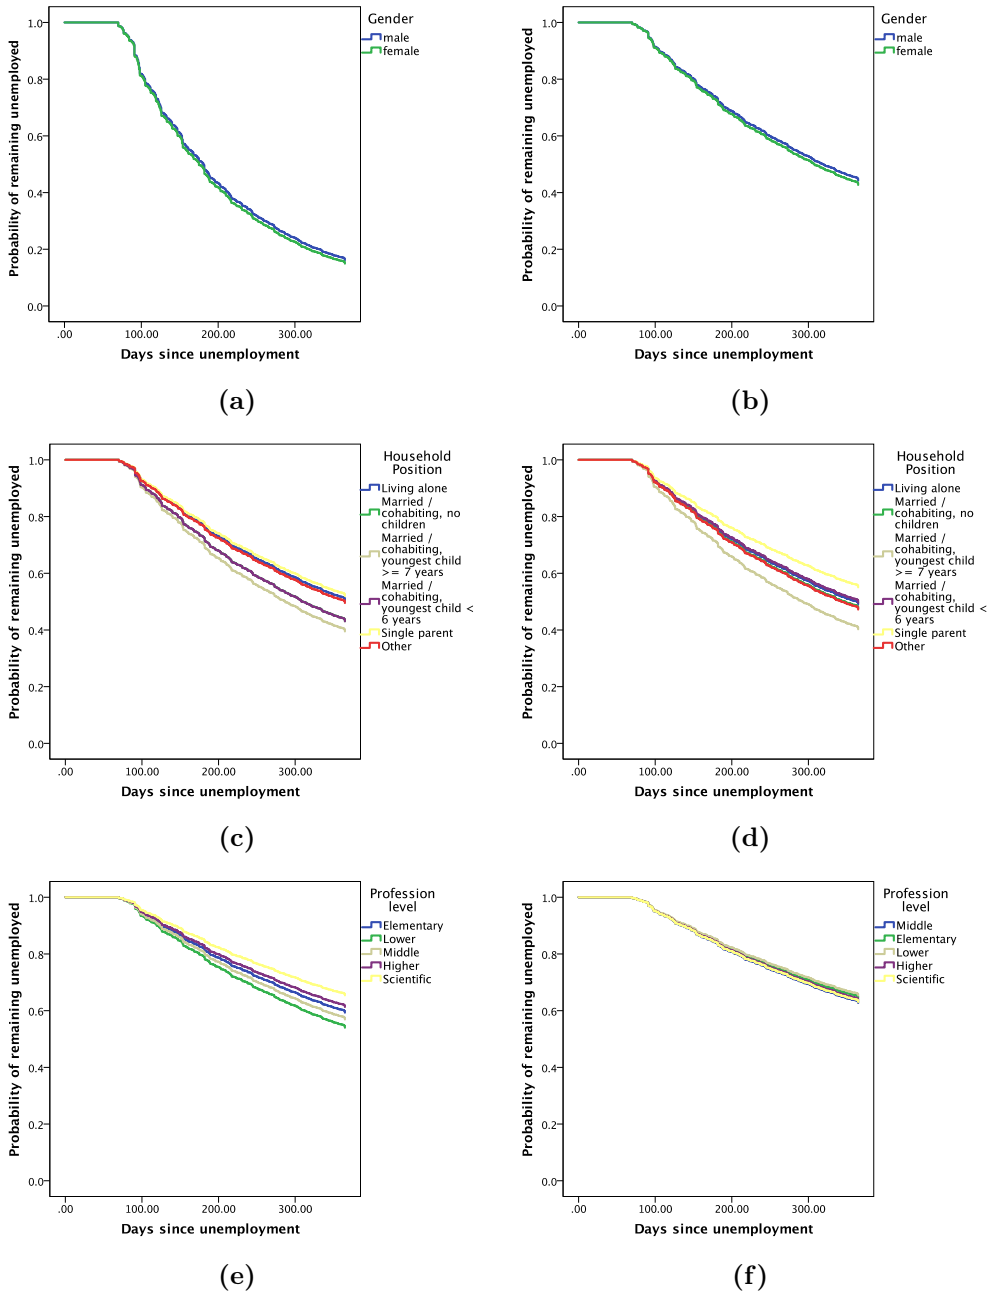 Gender
male
female
1.0
0.8
0.6
0.4
0.2
0.0
Probability of remaining unemployed
.00
100.00
200.00
300.00
Days since unemployment
(a)
Gender
male
female
1.0
0.8
0.6
0.4
0.2
0.0
Probability of remaining unemployed
.00
100.00
200.00
300.00
Days since unemployment
(b)
Household
Position
Living alone
Married /
cohabiting, no
children
Married /
cohabiting,
youngest child
>= 7 years
Married /
cohabiting,
youngest child <
6 years
Single parent
Other
1.0
0.8
0.6
0.4
0.2
0.0
Probability of remaining unemployed
.00
100.00
200.00
300.00
Days since unemployment
(c)
Household
Position
Living alone
Married /
cohabiting, no
children
Married /
cohabiting,
youngest child
>= 7 years
Married /
cohabiting,
youngest child <
6 years
Single parent
Other
1.0
0.8
0.6
0.4
0.2
0.0
Probability of remaining unemployed
.00
100.00
200.00
300.00
Days since unemployment
(d)
Profession
level
Elementary
Lower
Middle
Higher
Scientific
1.0
0.8
0.6
0.4
0.2
0.0
Probability of remaining unemployed
.00
100.00
200.00
300.00
Days since unemployment
(e)
Profession
level
Middle
Elementary
Lower
Higher
Scientific
1.0
0.8
0.6
0.4
0.2
0.0
Probability of remaining unemployed
.00
100.00
200.00
300.00
Days since unemployment
(f)